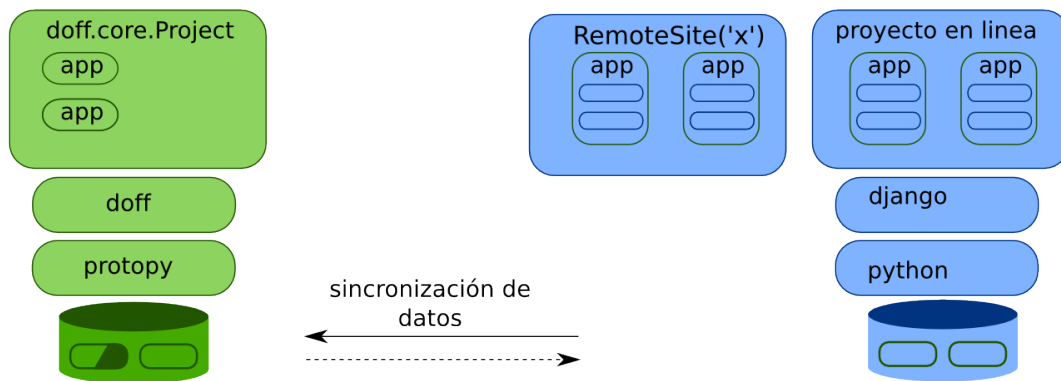 doff.core.Project
app
app
doff
protopy
sincronización de
datos
RemoteSite('x')
app
app
proyecto en linea
app
app
django
python